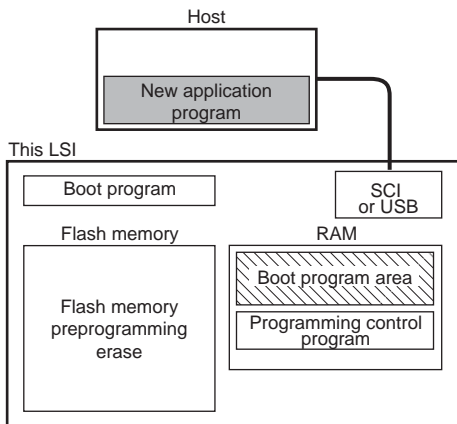 Host
New application
program
This LSI
Boot program
SCI
or USB
Flash memory
RAM
Flash memory
preprogramming
erase
Boot program area
Programming control
program